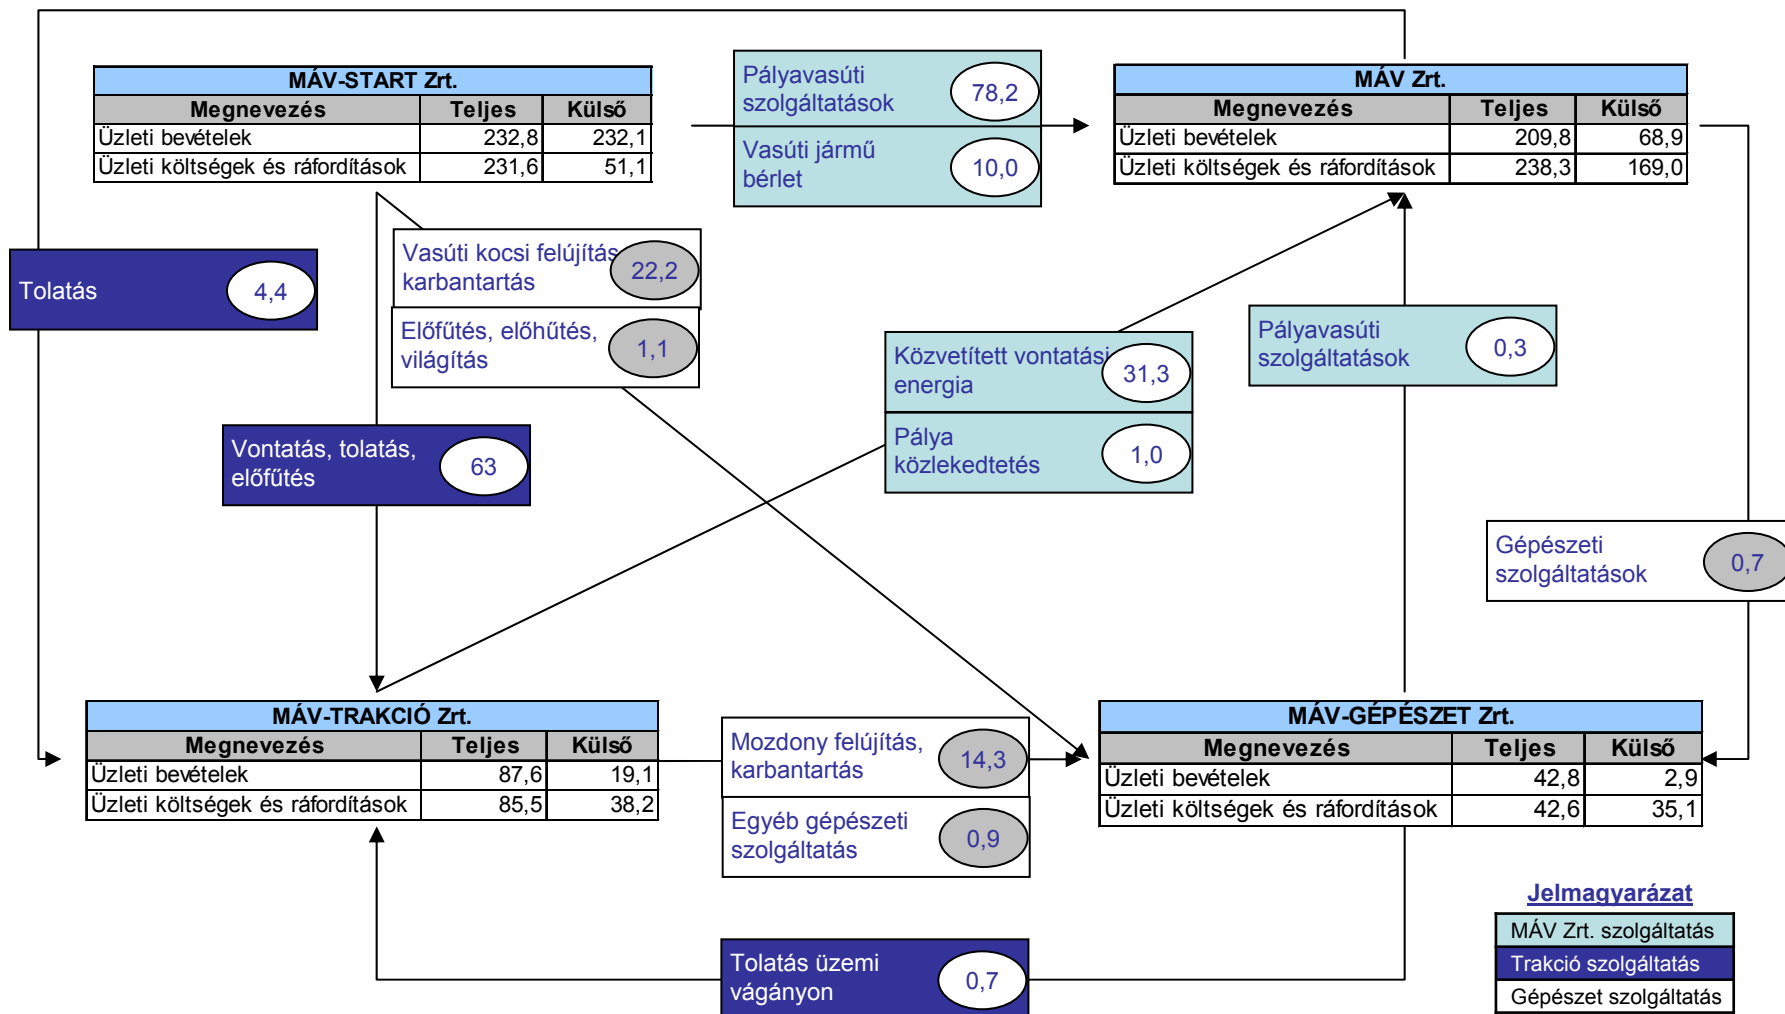 MÁV-START Zrt.
Megnevezés Teljes Külső
Üzleti bevételek 232,8 232,1
Üzleti költségek és ráfordítások 231,6 51,1
Pályavasúti
szolgáltatások
78,2
Vasúti jármű
bérlet
10,0
MÁV Zrt.
Megnevezés Teljes Külső
Üzleti bevételek 209,8 68,9
Üzleti költségek és ráfordítások 238,3 169,0
Tolatás
4,4
Vasúti kocsi felújítás,
karbantartás
22,2
Előfűtés, előhűtés,
világítás
1,1
Közvetített vontatási
energia
31,3
Pálya
közlekedtetés
1,0
Pályavasúti
szolgáltatások
0,3
Vontatás, tolatás,
előfűtés
63
Gépészeti
szolgáltatások
0,7
MÁV-TRAKCIÓ Zrt.
Megnevezés Teljes Külső
Üzleti bevételek 87,6 19,1
Üzleti költségek és ráfordítások 85,5 38,2
Mozdony felújítás,
karbantartás
14,3
Egyéb gépészeti
szolgáltatás
0,9
MÁV-GÉPÉSZET Zrt.
Megnevezés Teljes Külső
Üzleti bevételek 42,8 2,9
Üzleti költségek és ráfordítások 42,6 35,1
Tolatás üzemi
vágányon
0,7
Jelmagyarázat
MÁV Zrt. szolgáltatás
Trakció szolgáltatás
Gépészet szolgáltatás